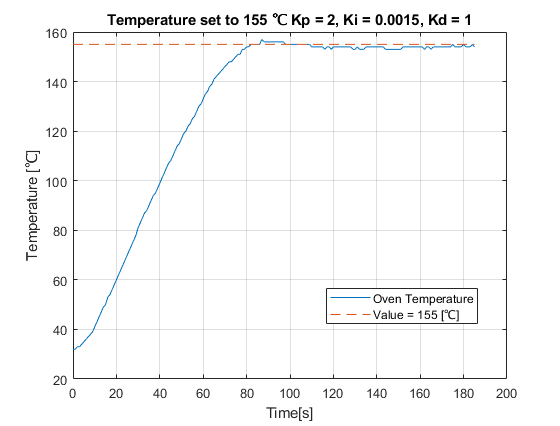 Temperature set to 155 ℃ Kp = 2, Ki = 0.0015, Kd = 1
160
140
120
100
80
60
40
20
Temperature [℃]
0 20 40 60 80 100 120 140 160 180 200
Time[s]
Oven Temperature
Value = 155 [℃]